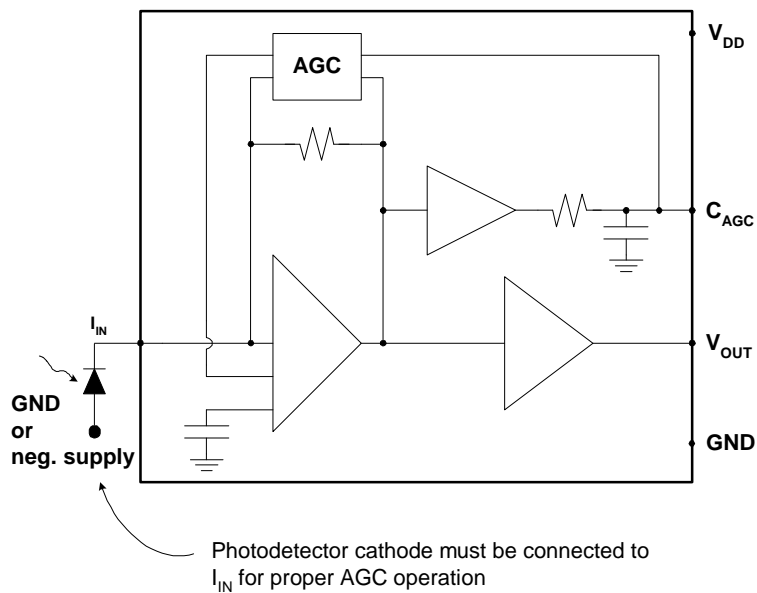 AGC
V_DD
C_AGC
I_IN
V_OUT
GND
or
neg. supply
GND
Photodetector cathode must be connected to
I_IN for proper AGC operation